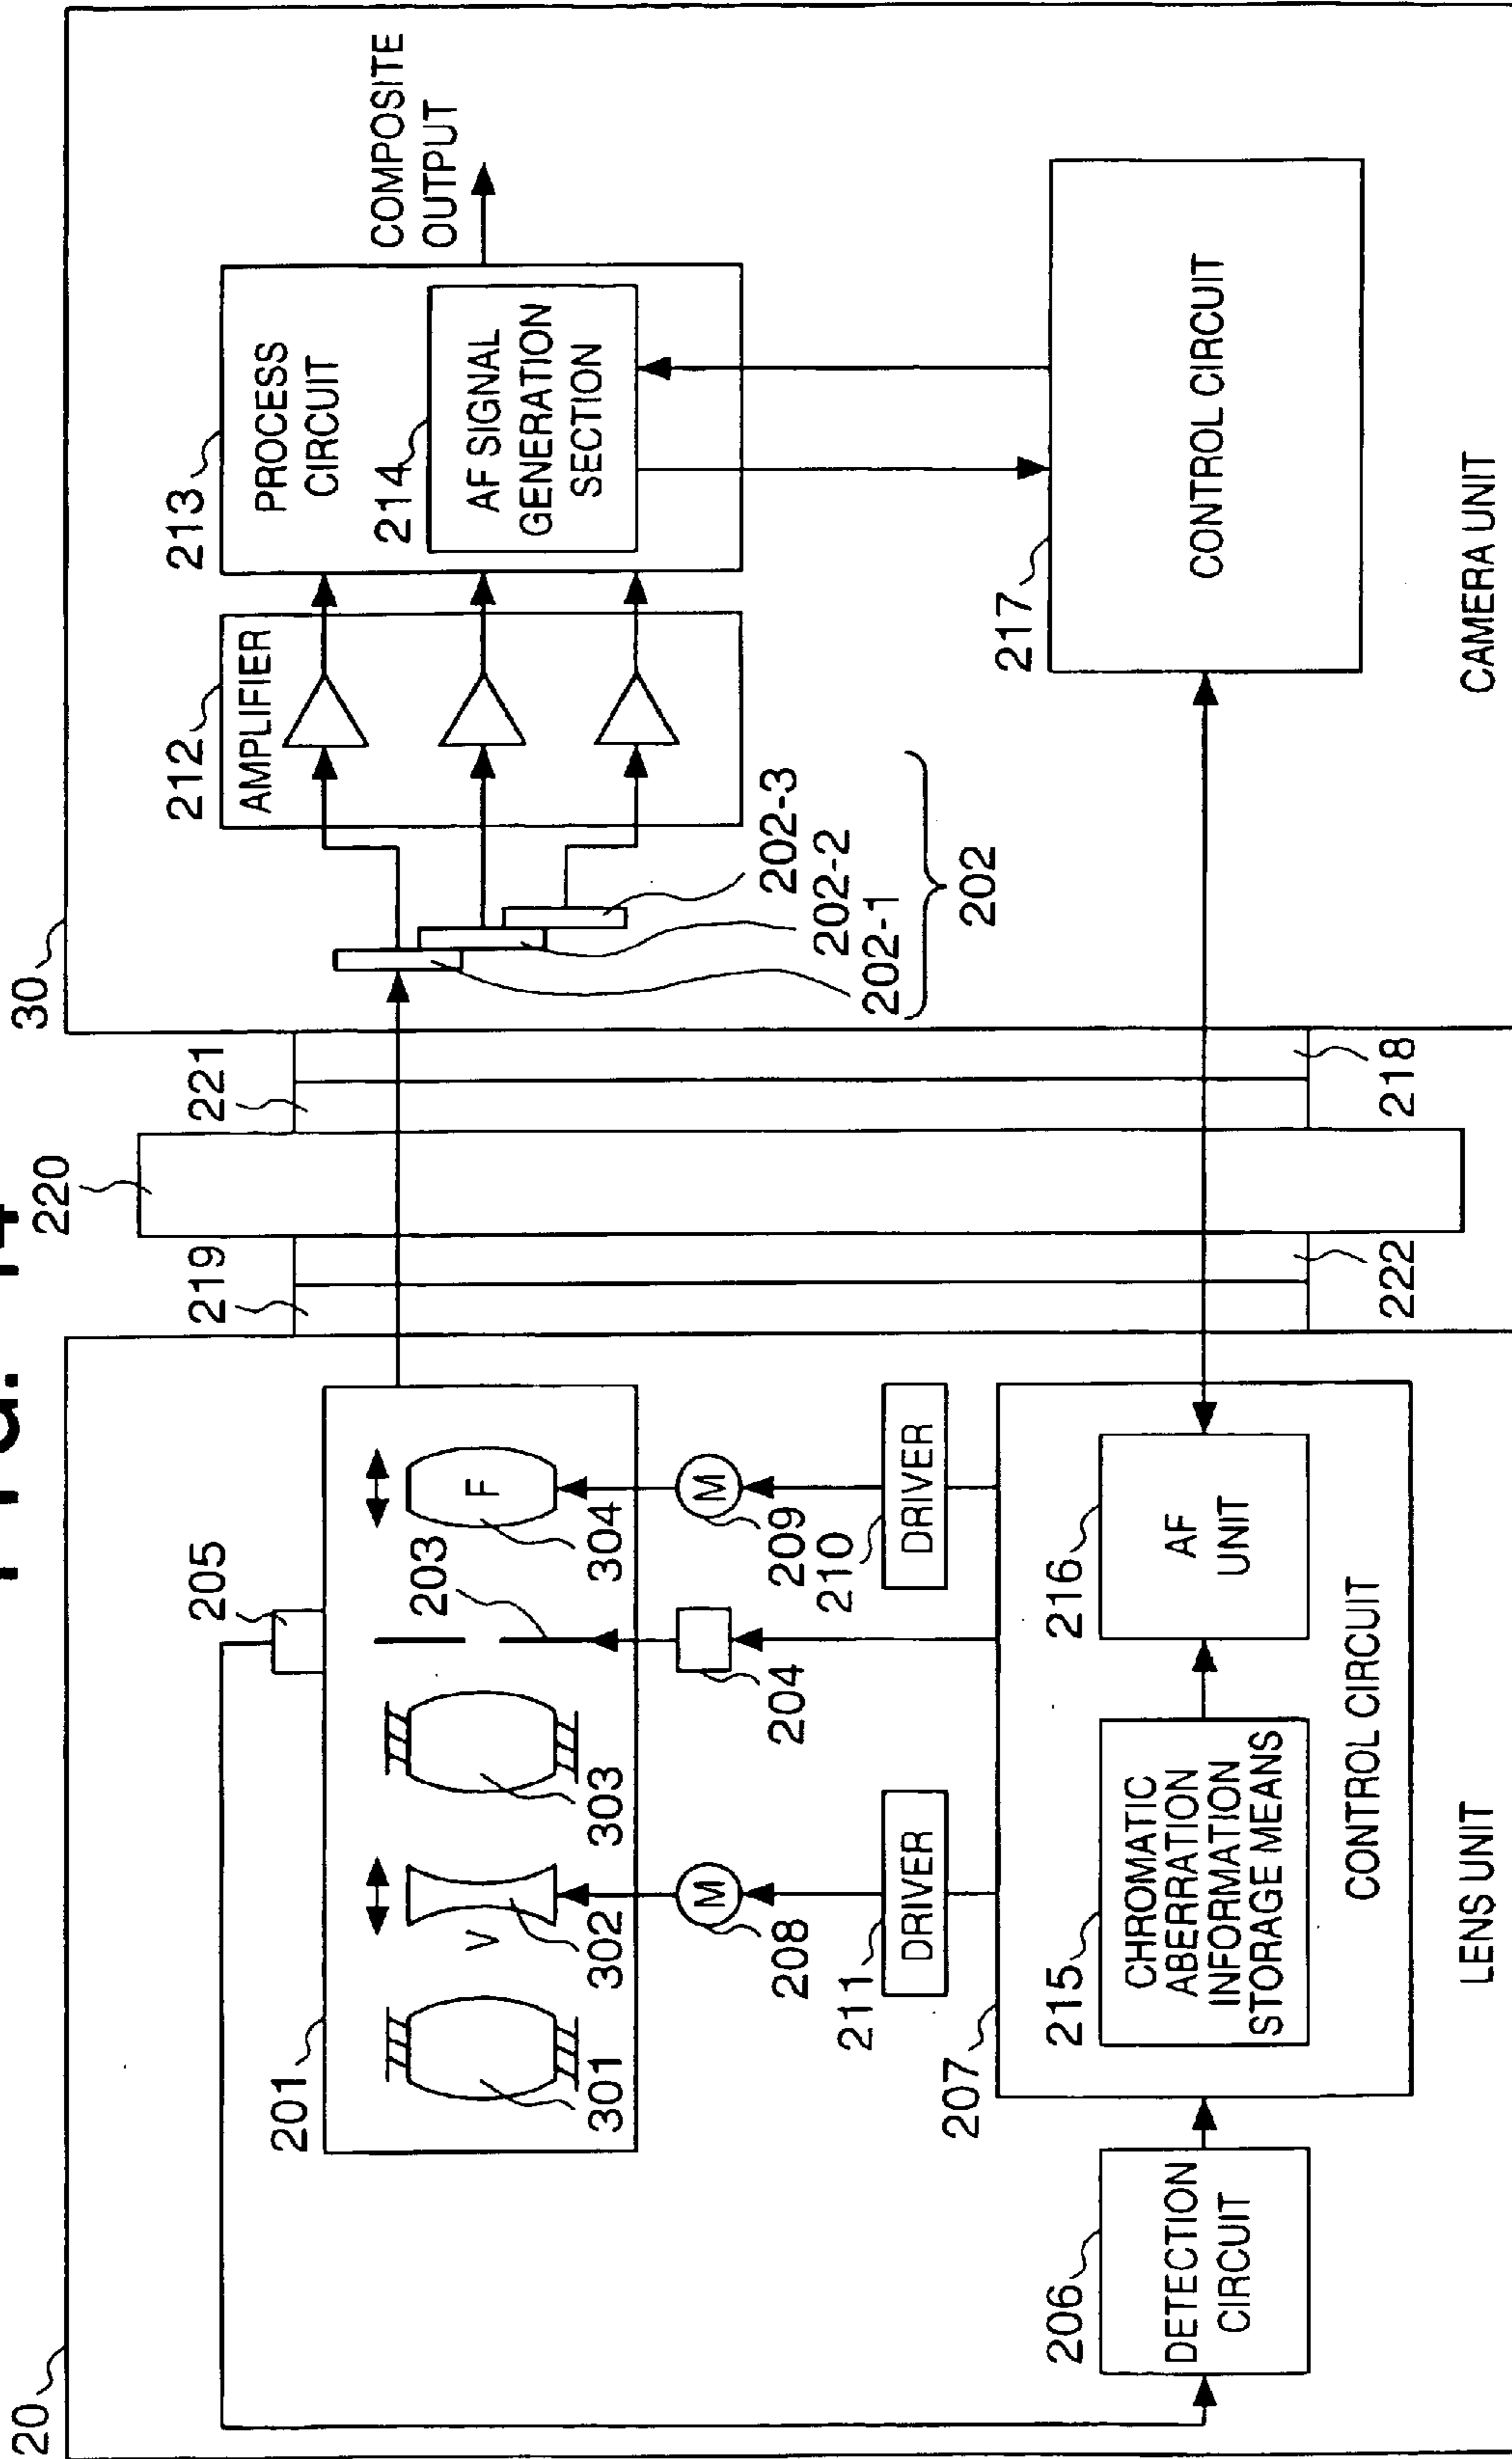 20
30
220
219
221
222
218
201
205
301
V
302
303
203
F
304
208
204
M
M
209
211
DRIVER
210
DRIVER
207
206
DETECTION
CIRCUIT
215
CHROMATIC
ABERRATION
INFORMATION
STORAGE MEANS
216
AF
UNIT
CONTROL CIRCUIT
LENS UNIT
202-1
202-2
202-3
202
212
AMPLIFIER
213
PROCESS
CIRCUIT
214
AF SIGNAL
GENERATION
SECTION
COMPOSITE
OUTPUT
217
CONTROL CIRCUIT
CAMERA UNIT